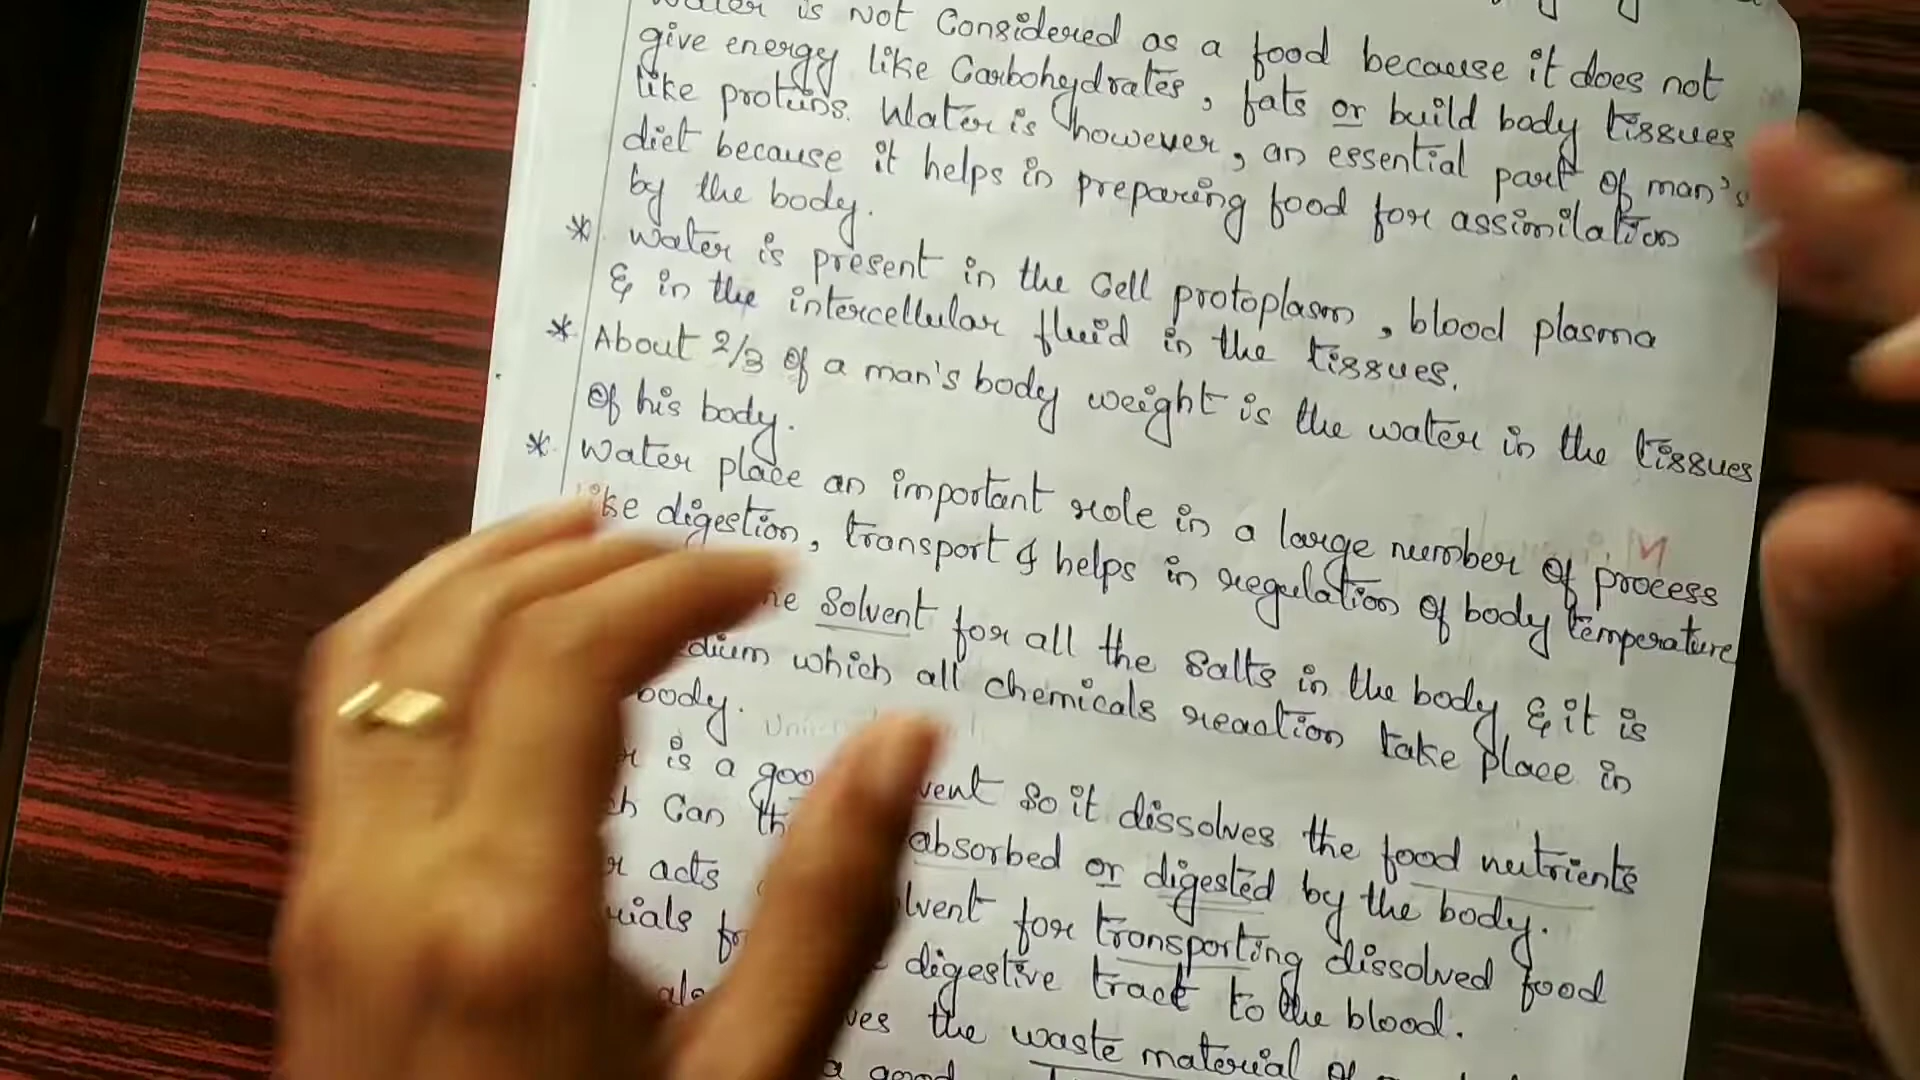 Water is Not Considered as a food because it does not
give energy like Carbohydrates, fats or build body tissues
like proteins. Water is however, an essential part of man's
diet because it helps in preparing food for assimilation
by the body.
* Water is present in the Cell protoplasm, blood plasma
& in the intercellular fluid in the tissues.
* About 2/3 of a man's body weight is the water in the tissues
of his body.
* Water place an important role in a large number of process
like digestion, transport & helps in regulation of body temperature
Solvent for all the Salts in the body & it is
which all chemicals reaction take place in
body.
is a so it dissolves the food nutrients
Can absorbed or digested by the body.
acts for transporting dissolved food
digestive tract to the blood.
the waste material of
a good